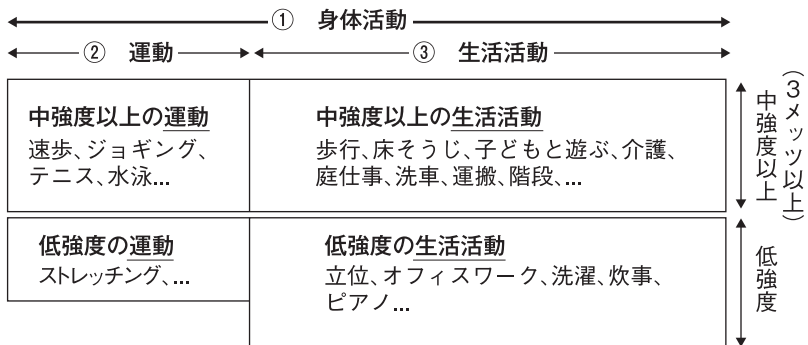 ① 身体活動
② 運動
③ 生活活動
中強度以上の運動
速歩、ジョギング、
テニス、水泳...
中強度以上の生活活動
歩行、床そうじ、子どもと遊ぶ、介護、
庭仕事、洗車、運搬、階段、...
中強度以上
(3メッツ以上)
低強度の運動
ストレッチング、...
低強度の生活活動
立位、オフィスワーク、洗濯、炊事、
ピアノ...
低強度